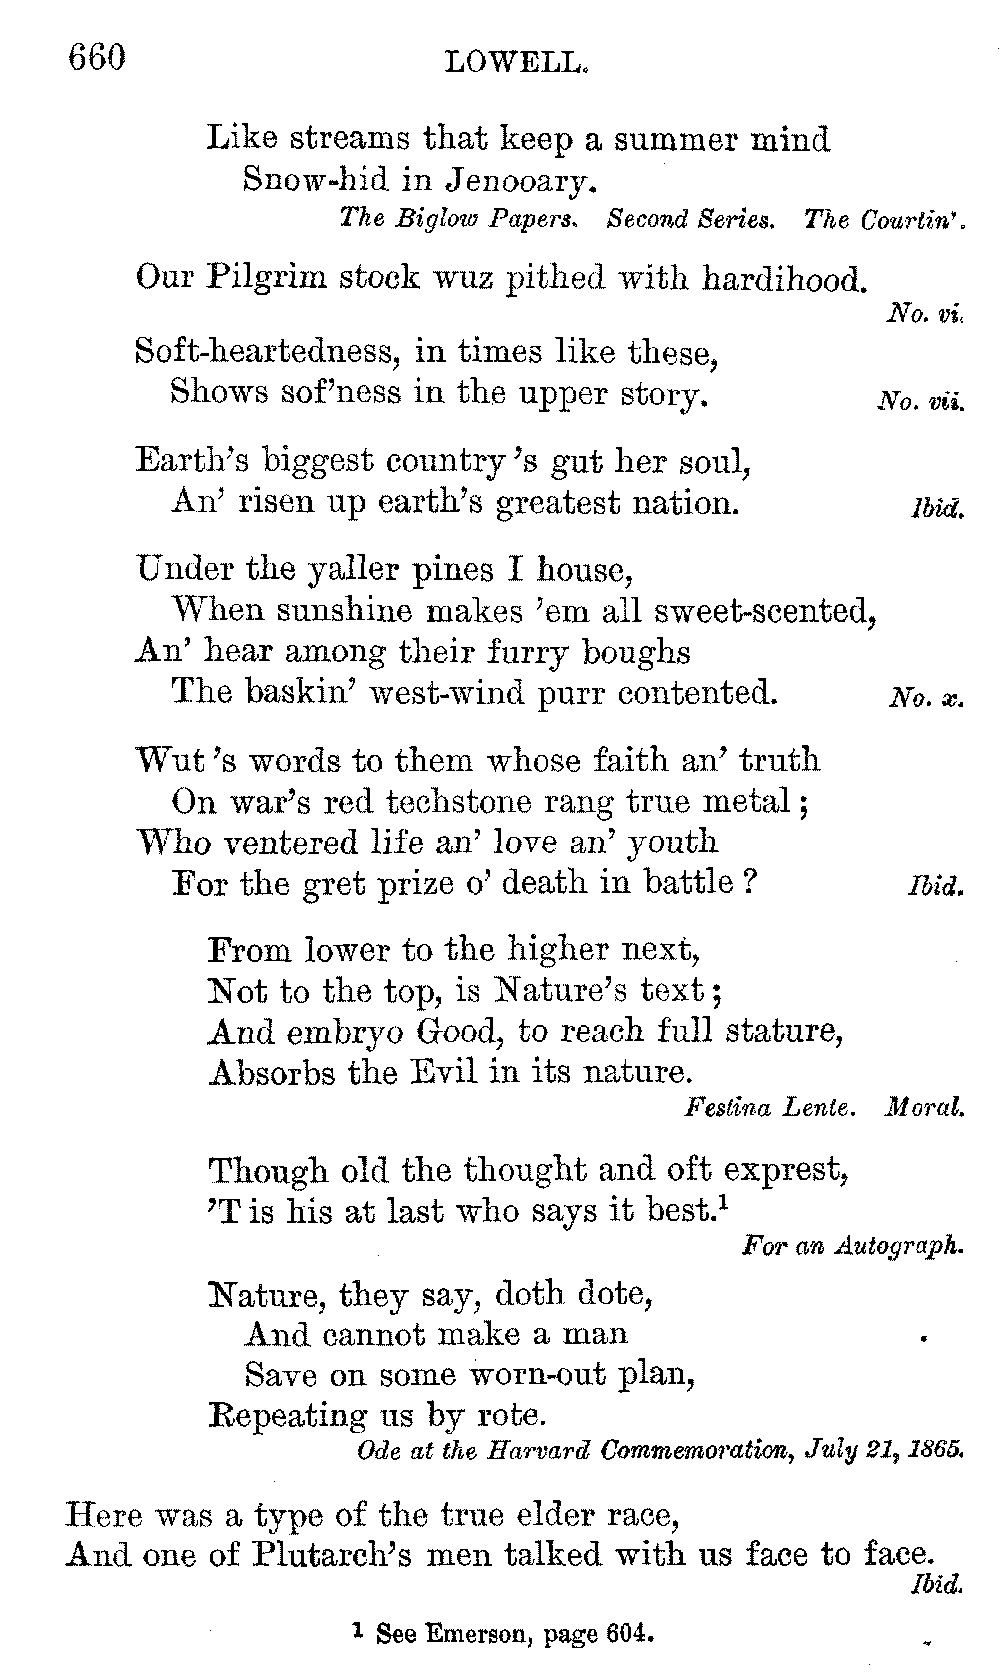 660
LOWELL.
Like streams that keep a summer mind
Snow-hid in Jenooary.
The Biglow Papers. Second Series. The Courtin'.
Our Pilgrim stock wuz pithed with hardihood.
No. vi.
Soft-heartedness, in times like these,
Shows sof'ness in the upper story. No. vii.
Earth's biggest country 's gut her soul,
An' risen up earth's greatest nation. Ibid.
Under the yaller pines I house,
When sunshine makes 'em all sweet-scented,
An' hear among their furry boughs
The baskin' west-wind purr contented. No. x.
Wut 's words to them whose faith an' truth
On war's red techstone rang true metal ;
Who ventered life an' love an' youth
For the gret prize o' death in battle ? Ibid.
From lower to the higher next,
Not to the top, is Nature's text ;
And embryo Good, to reach full stature,
Absorbs the Evil in its nature.
Festina Lente. Moral.
Though old the thought and oft exprest,
'T is his at last who says it best.¹
For an Autograph.
Nature, they say, doth dote,
And cannot make a man
Save on some worn-out plan,
Repeating us by rote.
Ode at the Harvard Commemoration, July 21, 1865.
Here was a type of the true elder race,
And one of Plutarch's men talked with us face to face.
Ibid.
1 See Emerson, page 604.